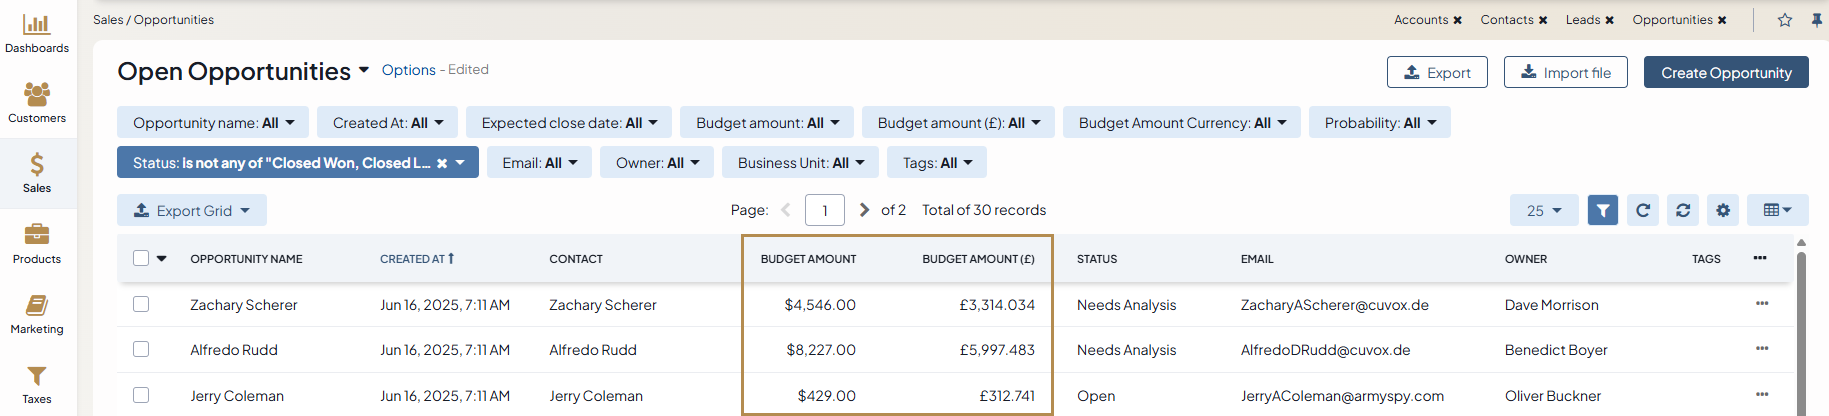 Sales / Opportunities
Accounts ✖ Contacts ✖ Leads ✖ Opportunities ✖
Dashboards
Customers
Sales
Products
Marketing
Taxes
Open Opportunities Options - Edited
Export Import file Create Opportunity
Opportunity name: All Created At: All Expected close date: All Budget amount: All Budget amount (£): All Budget Amount Currency: All Probability: All
Status: Is not any of "Closed Won, Closed L... ✖ Email: All Owner: All Business Unit: All Tags: All
Export Grid Page: 1 of 2 Total of 30 records 25
OPPORTUNITY NAME CREATED AT CONTACT BUDGET AMOUNT BUDGET AMOUNT (£) STATUS EMAIL OWNER TAGS
Zachary Scherer Jun 16, 2025, 7:11 AM Zachary Scherer $4,546.00 £3,314.034 Needs Analysis ZacharyAScherer@cuvox.de Dave Morrison
Alfredo Rudd Jun 16, 2025, 7:11 AM Alfredo Rudd $8,227.00 £5,997.483 Needs Analysis AlfredoDRudd@cuvox.de Benedict Boyer
Jerry Coleman Jun 16, 2025, 7:11 AM Jerry Coleman $429.00 £312.741 Open JerryAColeman@armyspy.com Oliver Buckner